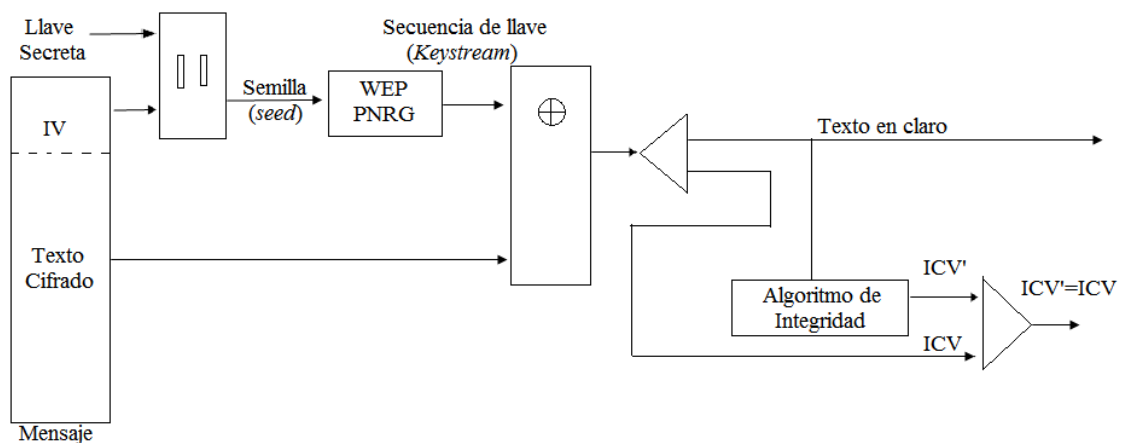 Llave
Secreta
IV
Texto
Cifrado
Mensaje
Semilla
(seed)
WEP
PNRG
Secuencia de llave
(Keystream)
Texto en claro
Algoritmo de
Integridad
ICV'
ICV
ICV'=ICV